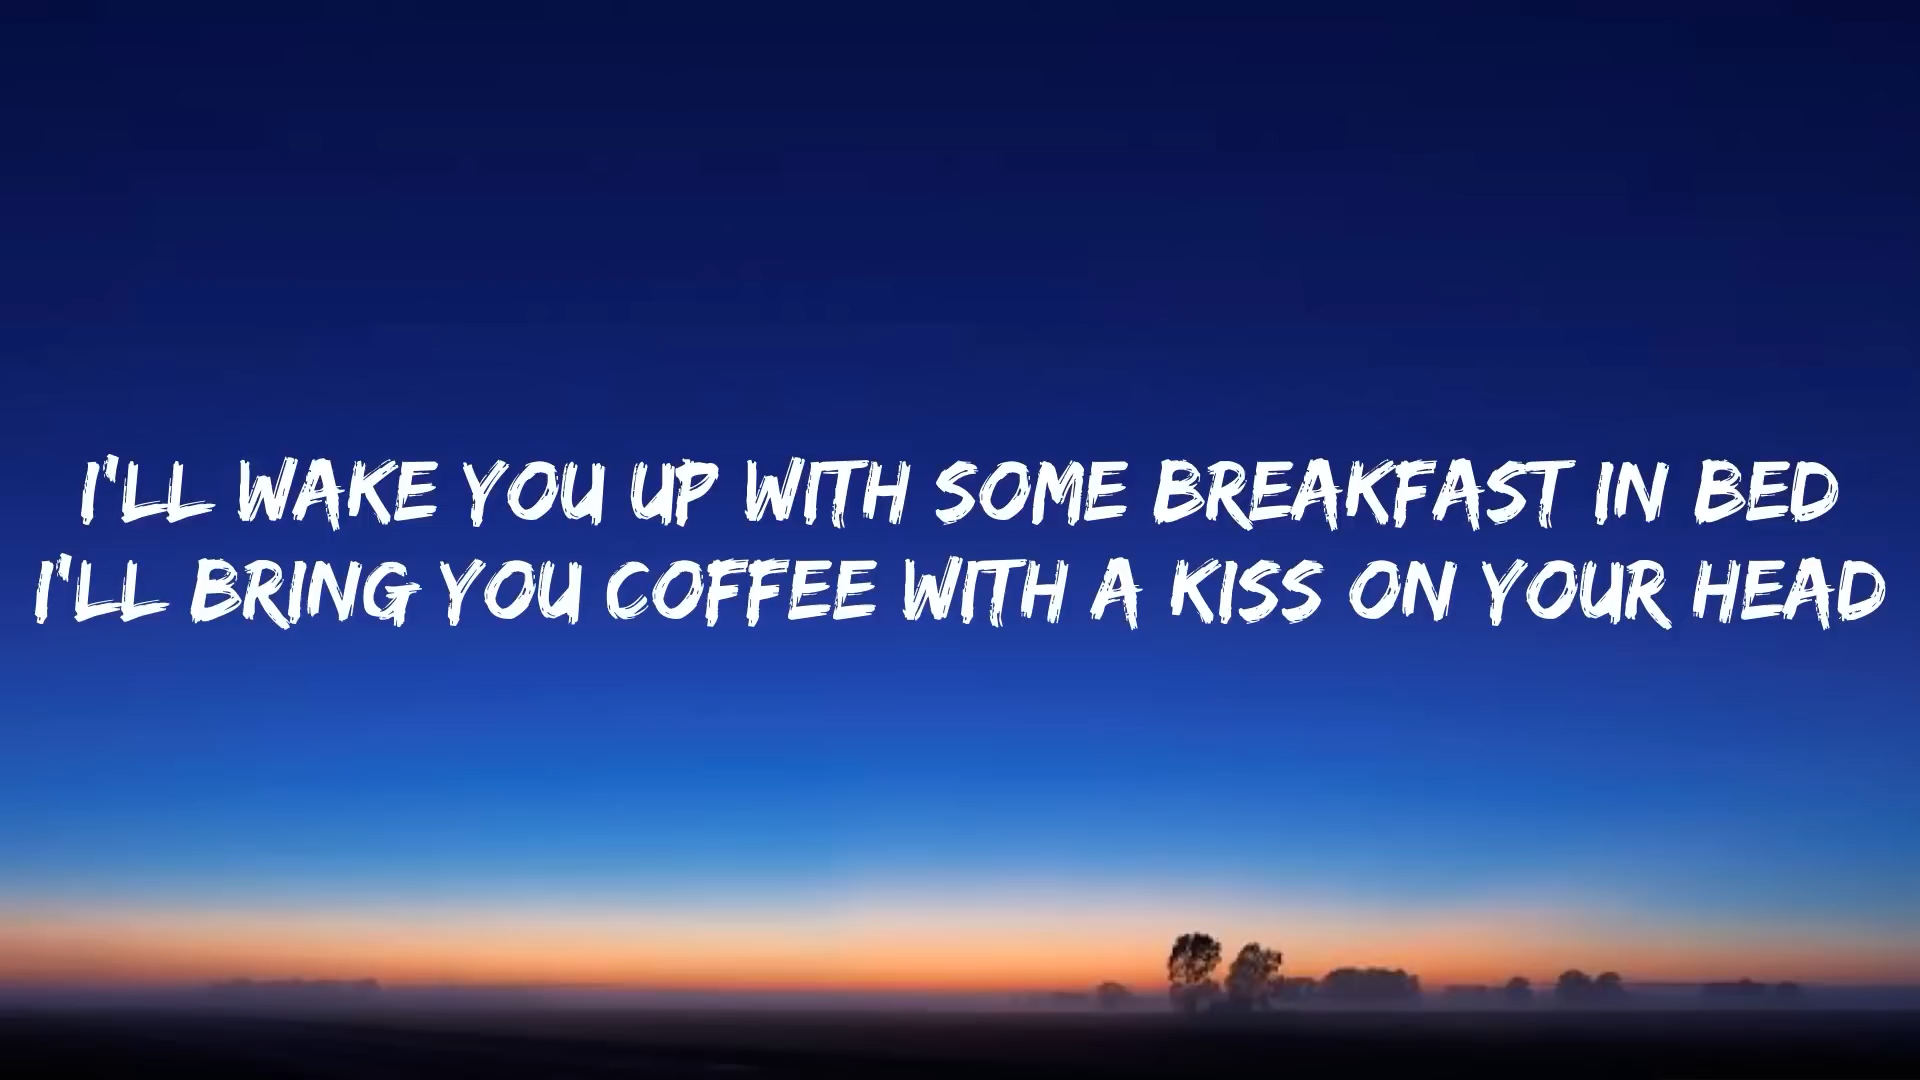 I'LL WAKE YOU UP WITH SOME BREAKFAST IN BED
I'LL BRING YOU COFFEE WITH A KISS ON YOUR HEAD